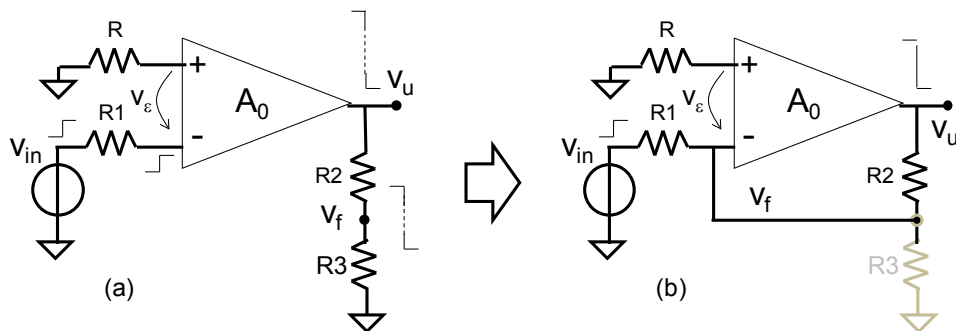 R
+
vε
A₀
vu
R1
-
vin
R2
vf
R3
(a)
R
+
vε
A₀
vu
R1
-
vin
R2
vf
R3
(b)